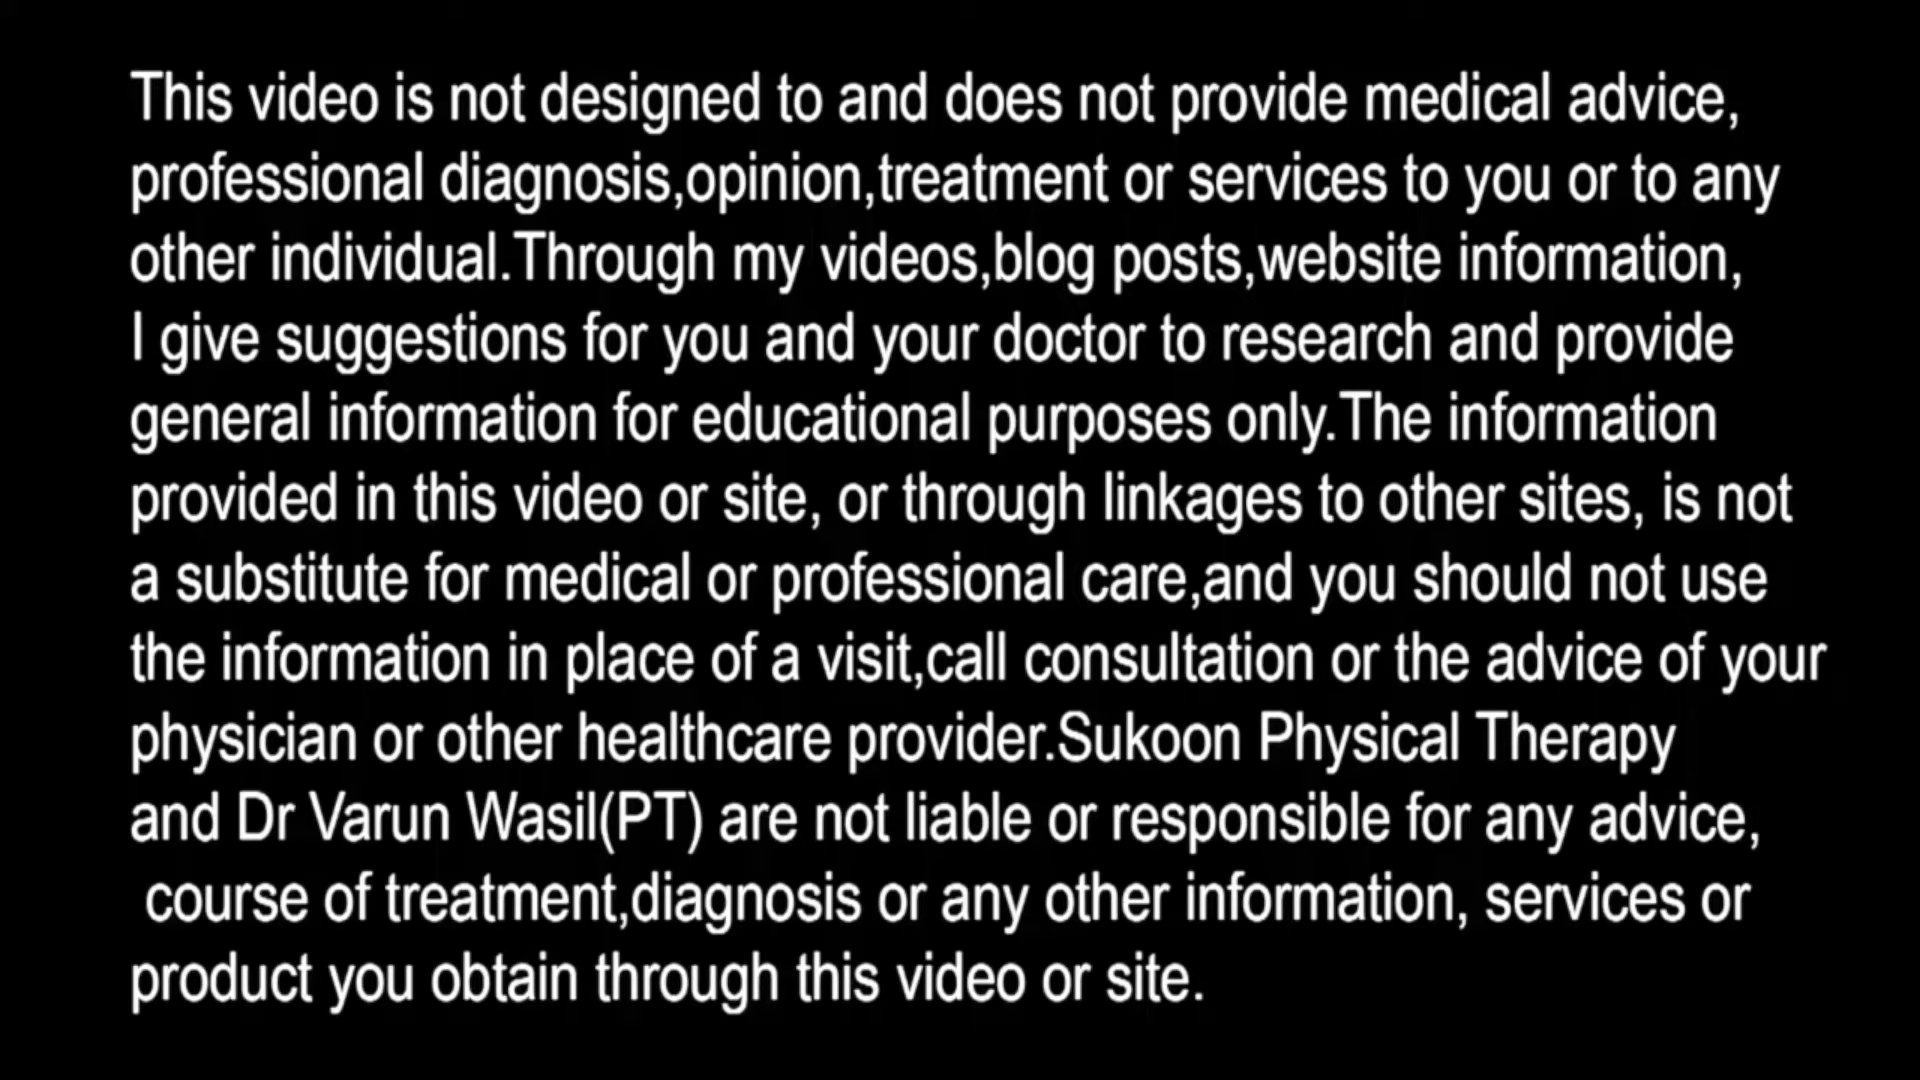 This video is not designed to and does not provide medical advice,
professional diagnosis,opinion,treatment or services to you or to any
other individual.Through my videos,blog posts,website information,
I give suggestions for you and your doctor to research and provide
general information for educational purposes only.The information
provided in this video or site, or through linkages to other sites, is not
a substitute for medical or professional care,and you should not use
the information in place of a visit,call consultation or the advice of your
physician or other healthcare provider.Sukoon Physical Therapy
and Dr Varun Wasil(PT) are not liable or responsible for any advice,
course of treatment,diagnosis or any other information, services or
product you obtain through this video or site.